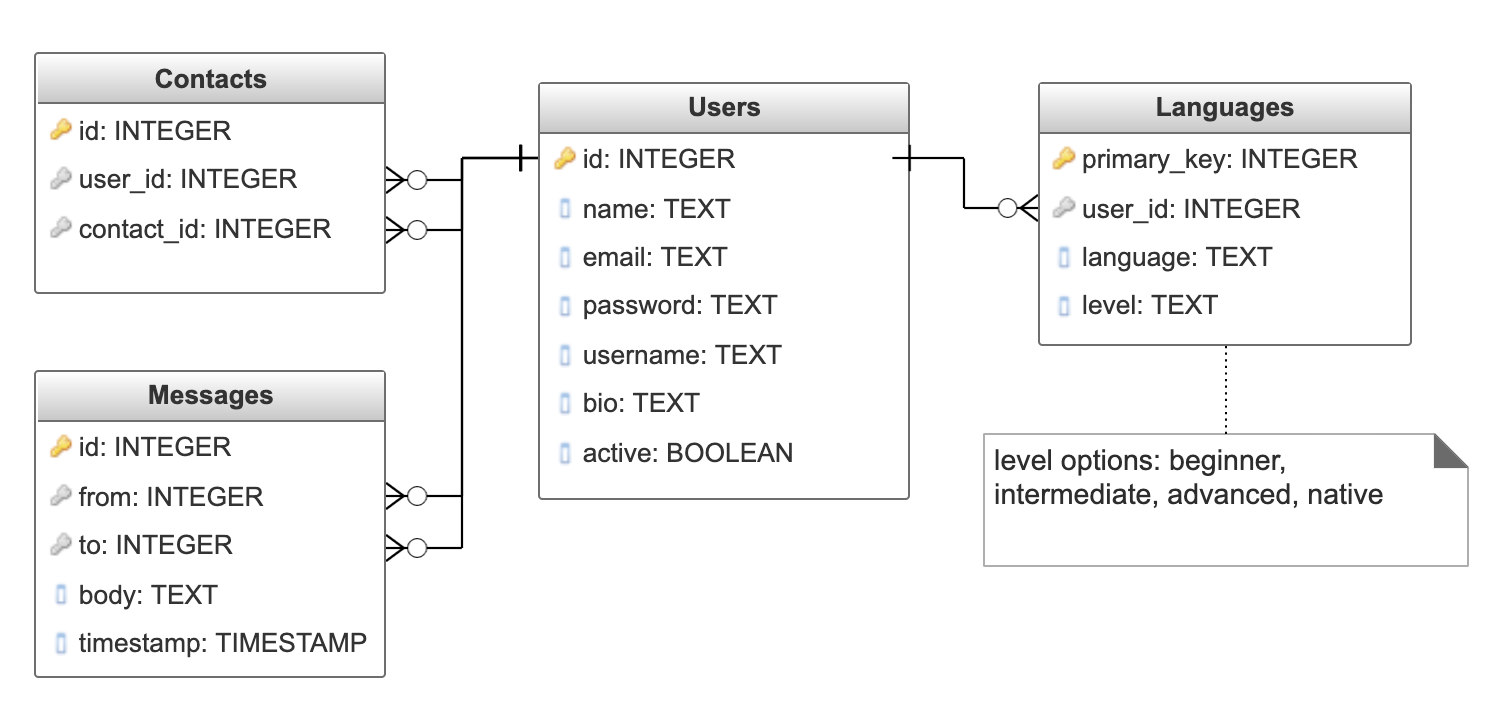 Contacts
id: INTEGER
user_id: INTEGER
contact_id: INTEGER
Messages
id: INTEGER
from: INTEGER
to: INTEGER
body: TEXT
timestamp: TIMESTAMP
Users
id: INTEGER
name: TEXT
email: TEXT
password: TEXT
username: TEXT
bio: TEXT
active: BOOLEAN
Languages
primary_key: INTEGER
user_id: INTEGER
language: TEXT
level: TEXT
level options: beginner,
intermediate, advanced, native